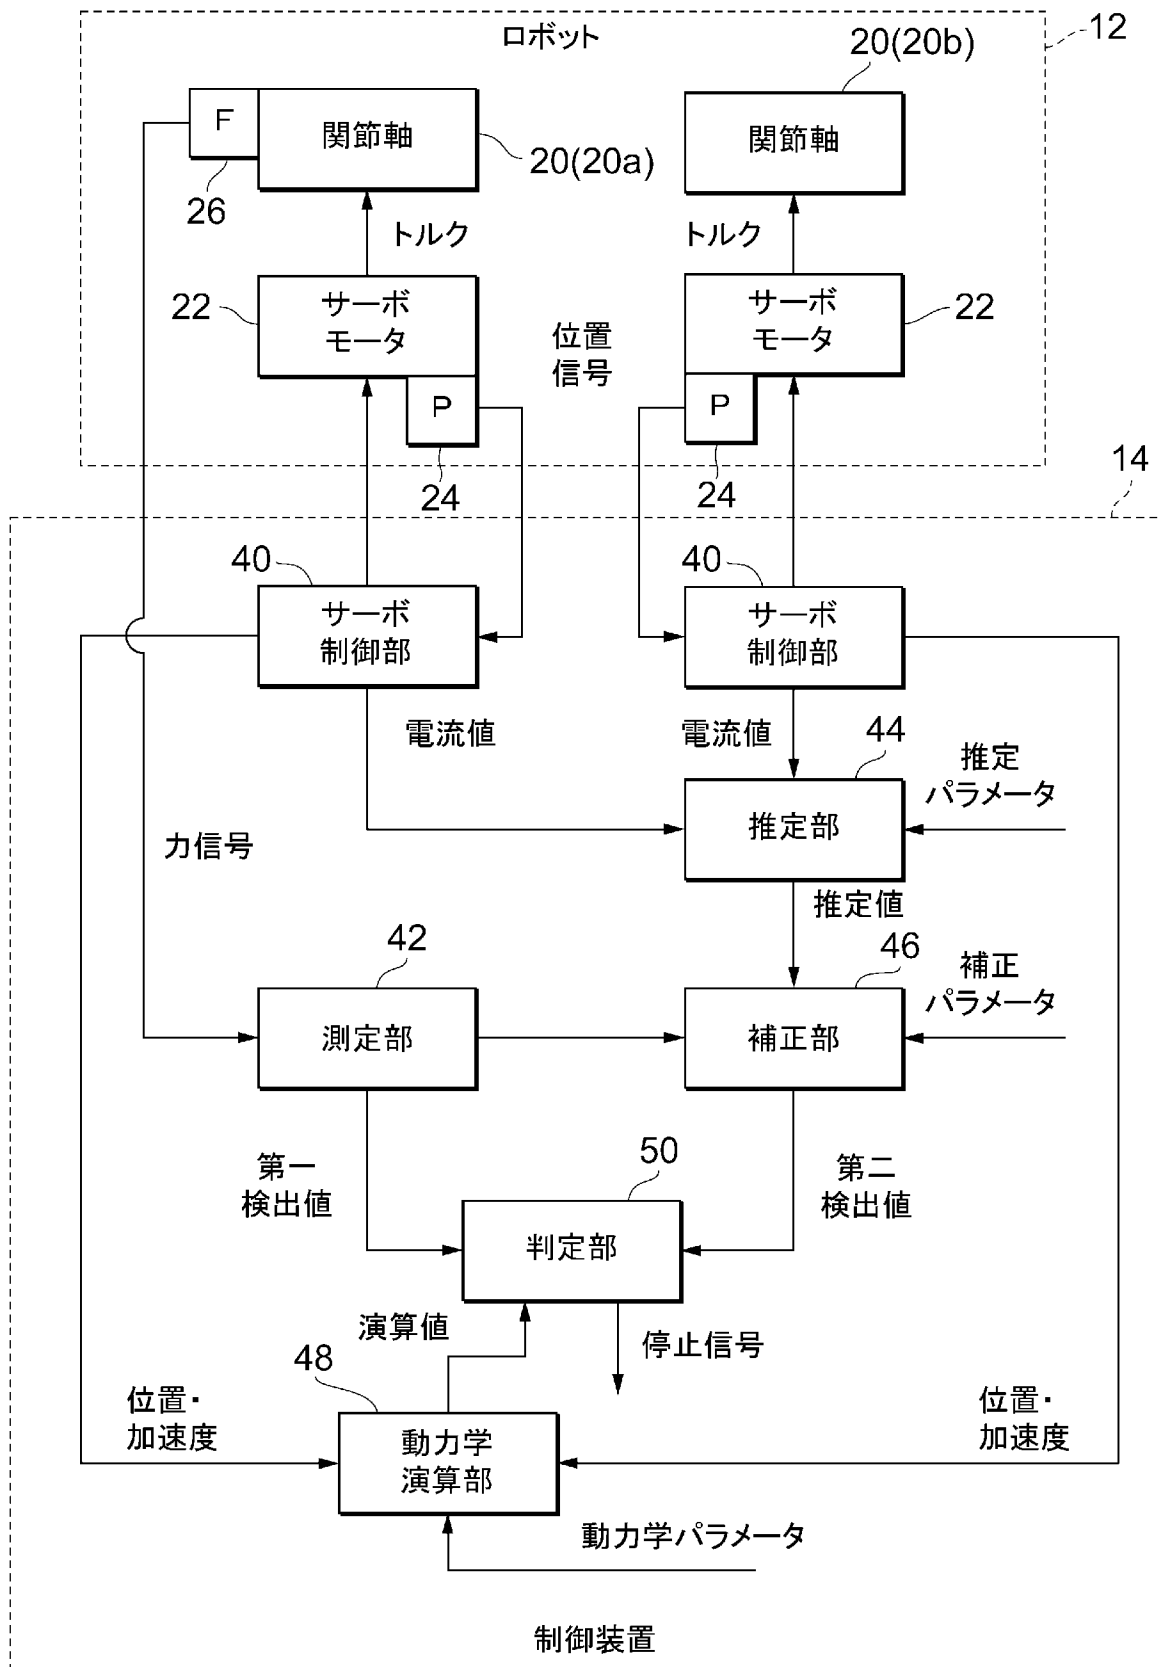 ロボット
12
20(20b)
F
関節軸
関節軸
20(20a)
26
トルク
トルク
22
サーボ
モータ
位置
信号
サーボ
モータ
22
P
P
24
24
14
40
40
サーボ
制御部
サーボ
制御部
電流値
電流値
44
推定
パラメータ
推定部
力信号
推定値
42
46
補正
パラメータ
測定部
補正部
50
第一
検出値
第二
検出値
判定部
演算値
停止信号
48
位置・
加速度
位置・
加速度
動力学
演算部
動力学パラメータ
制御装置